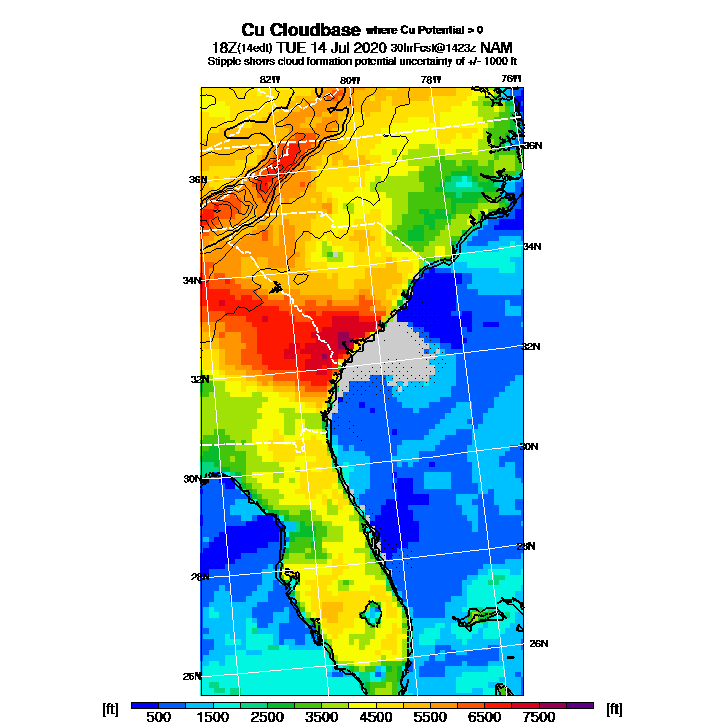 Cu Cloudbase where Cu Potential > 0
18Z(14edt) TUE 14 Jul 2020 30hrFcst@1423z NAM
Stipple shows cloud formation potential uncertainty of +/- 1000 ft
82W 80W 78W 76W
36N
36N
34N
34N
32N
32N
30N
30N
28N
28N
26N
26N
[ft] [ft]
500 1500 2500 3500 4500 5500 6500 7500